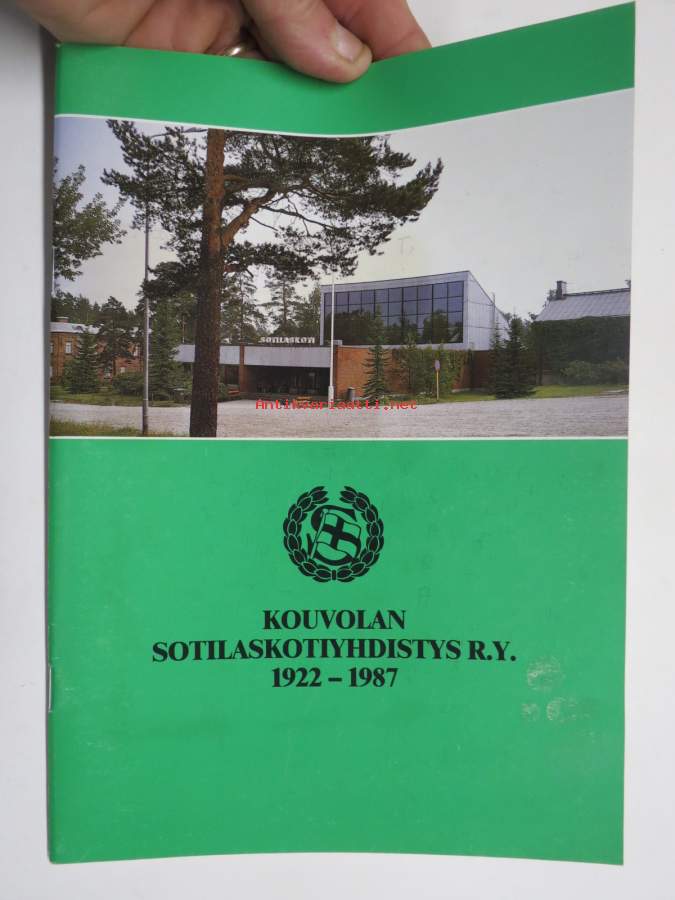 SOTILASKOTI
Antikvariaatti.net
S
KOUVOLAN
SOTILASKOTIYHDISTYS R.Y.
1922 – 1987